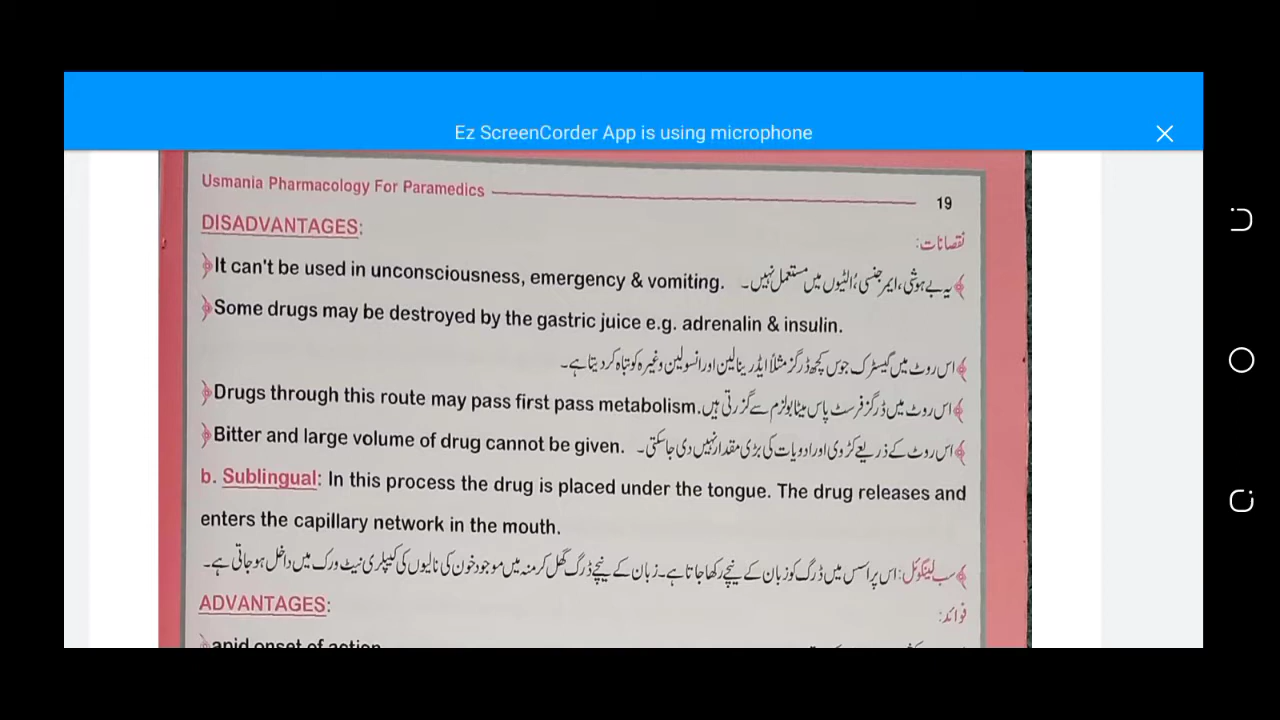 Ez ScreenCorder App is using microphone
Usmania Pharmacology For Paramedics 19
DISADVANTAGES:
نقصانات:
It can't be used in unconsciousness, emergency & vomiting. یہ بے ہوشی، ایمرجنسی، اُلٹیوں میں مستعمل نہیں۔
Some drugs may be destroyed by the gastric juice e.g. adrenalin & insulin.
اس روٹ میں گیسٹرک جوس کچھ ڈرگز مثلاً ایڈرینالین اور انسولین وغیرہ کو تباہ کر دیتا ہے۔
Drugs through this route may pass first pass metabolism. اس روٹ میں ڈرگز فرسٹ پاس میٹابولزم سے گزرتی ہیں
Bitter and large volume of drug cannot be given. اس روٹ کے ذریعے کڑوی اور ادویات کی بڑی مقدار نہیں دی جا سکتی۔
b. Sublingual: In this process the drug is placed under the tongue. The drug releases and
enters the capillary network in the mouth.
سب لینگوئل: اس پراسس میں ڈرگ کو زبان کے نیچے رکھا جاتا ہے۔ زبان کے نیچے ڈرگ گھل کر منہ میں موجود خون کی نالیوں کی کیپلری نیٹ ورک میں داخل ہو جاتی ہے۔
ADVANTAGES:
فوائد:
apid onset of action